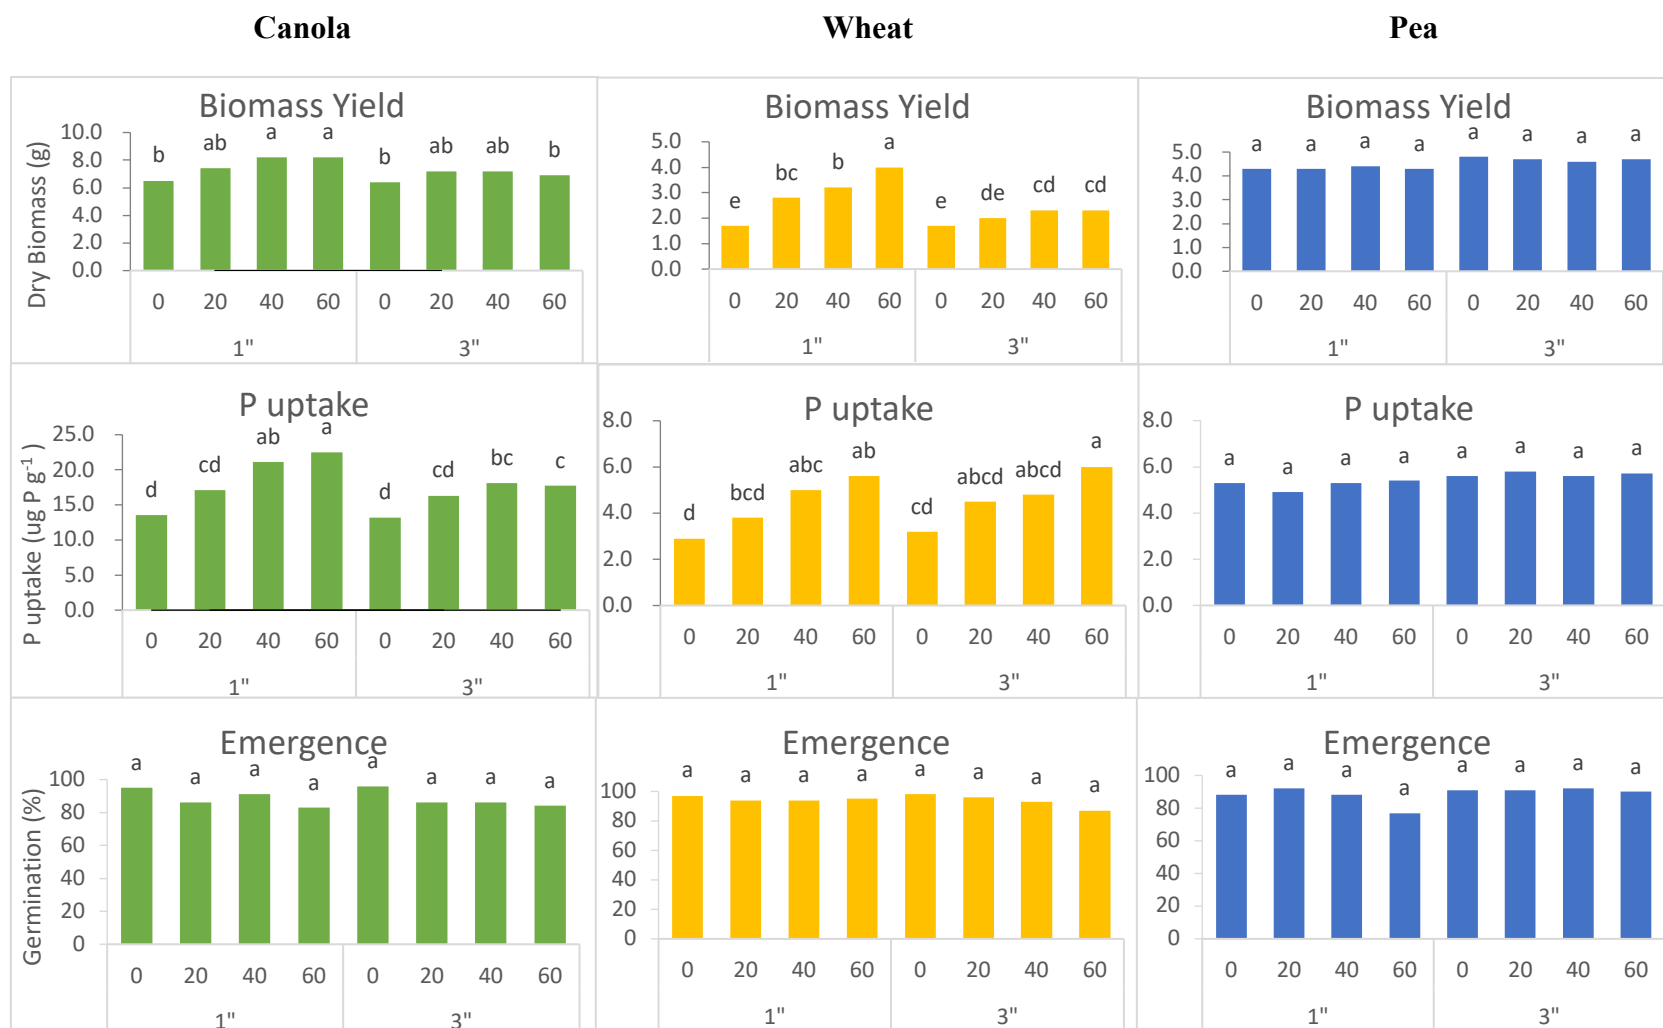 Canola Wheat Pea
Biomass Yield
Dry Biomass (g)
10.0
8.0
6.0
4.0
2.0
0.0
b ab a a b ab ab b
0 20 40 60 0 20 40 60
1" 3"
Biomass Yield
5.0
4.0
3.0
2.0
1.0
0.0
e bc b a e de cd cd
0 20 40 60 0 20 40 60
1" 3"
Biomass Yield
5.0
4.0
3.0
2.0
1.0
0.0
a a a a a a a a
0 20 40 60 0 20 40 60
1" 3"
P uptake
P uptake (ug P g-1 )
25.0
20.0
15.0
10.0
5.0
0.0
d cd ab a d cd bc c
0 20 40 60 0 20 40 60
1" 3"
P uptake
8.0
6.0
4.0
2.0
0.0
d bcd abc ab cd abcd abcd a
0 20 40 60 0 20 40 60
1" 3"
P uptake
8.0
6.0
4.0
2.0
0.0
a a a a a a a a
0 20 40 60 0 20 40 60
1" 3"
Emergence
Germination (%)
100
80
60
40
20
0
a a a a a a a a
0 20 40 60 0 20 40 60
1" 3"
Emergence
100
80
60
40
20
0
a a a a a a a a
0 20 40 60 0 20 40 60
1" 3"
Emergence
100
80
60
40
20
0
a a a a a a a a
0 20 40 60 0 20 40 60
1" 3"